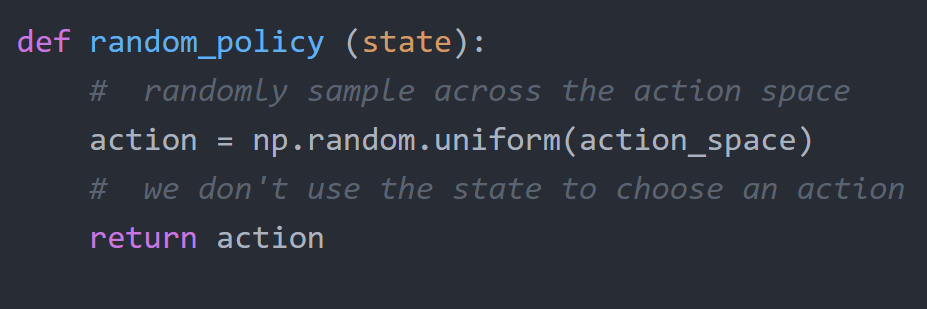 def random_policy (state):
    #  randomly sample across the action space
    action = np.random.uniform(action_space)
    #  we don't use the state to choose an action
    return action